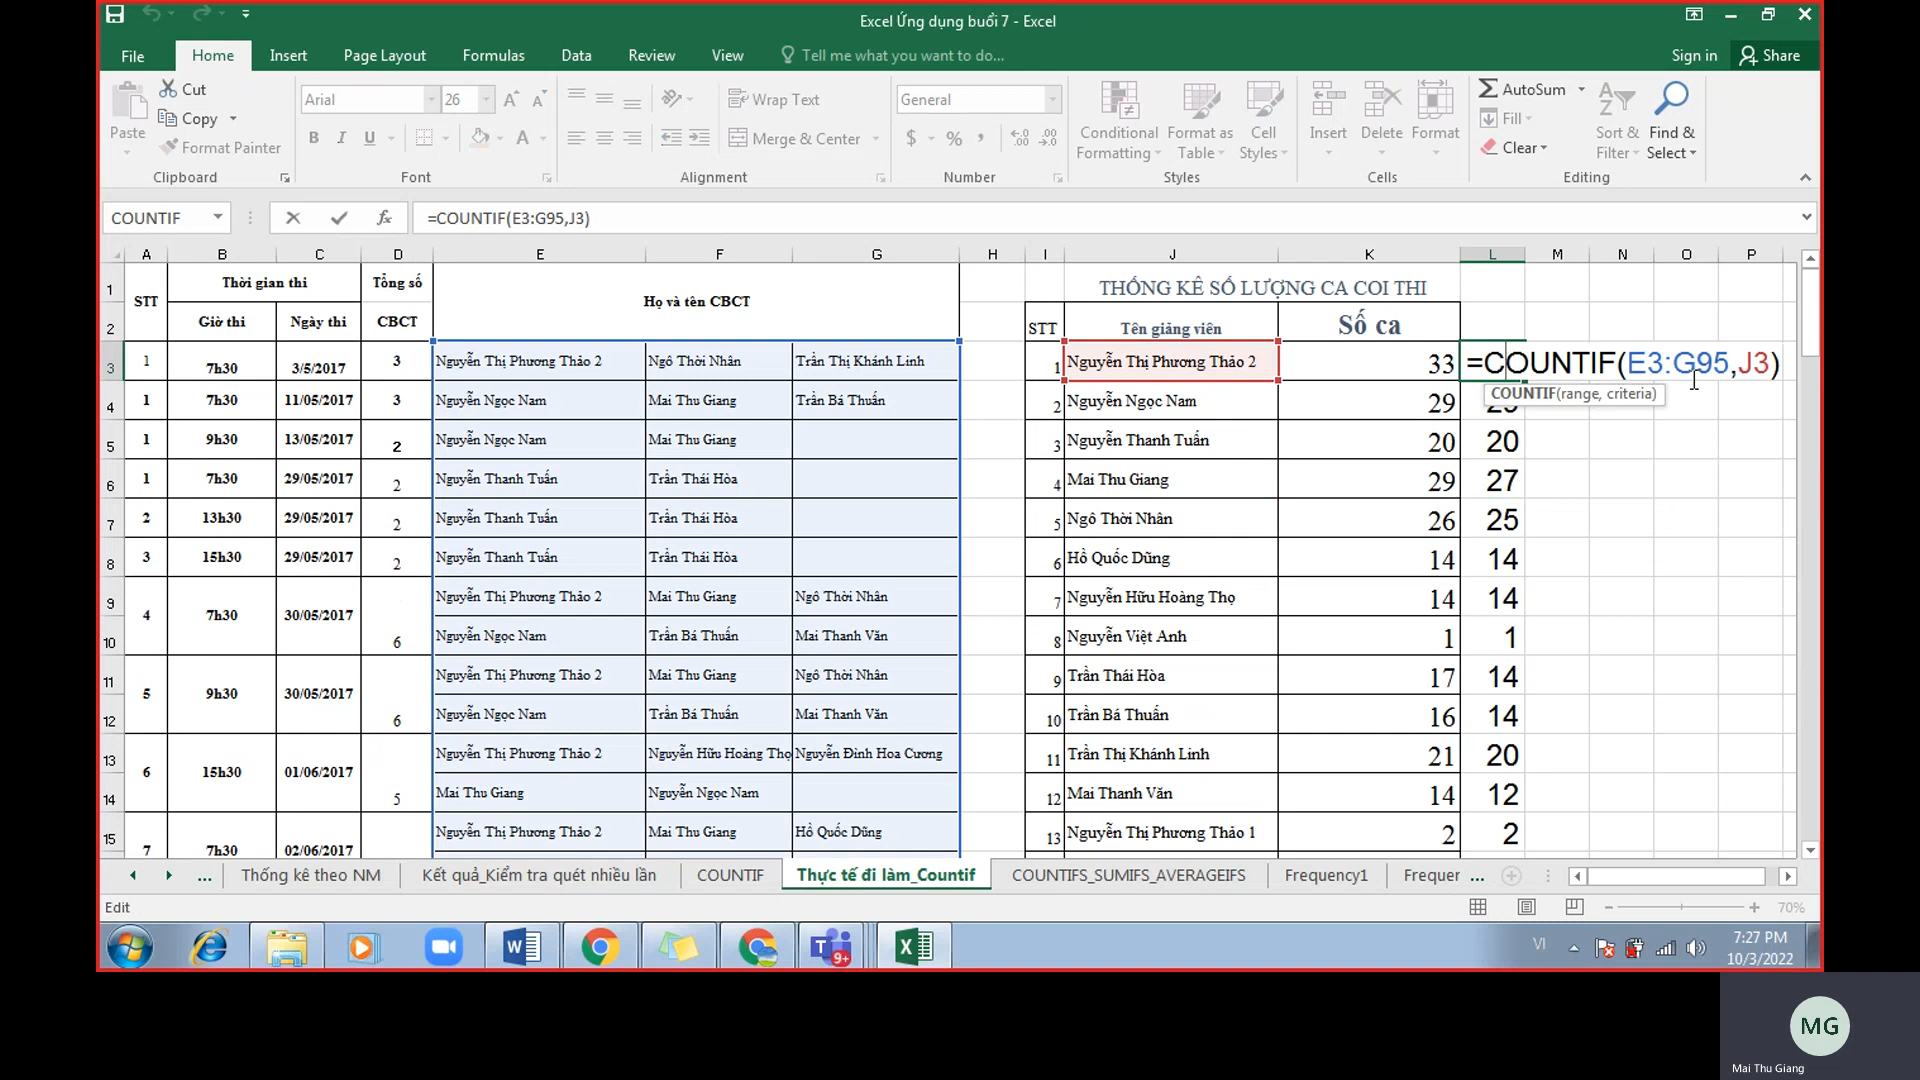 Excel Ứng dụng buổi 7 - Excel
File Home Insert Page Layout Formulas Data Review View Tell me what you want to do... Sign in Share
Paste Cut Copy Format Painter Clipboard
Arial 26 A A B I U A Font
Wrap Text Merge & Center Alignment
General $ % , Number
Conditional Formatting Format as Table Cell Styles Styles
Insert Delete Format Cells
AutoSum Fill Clear Sort & Filter Find & Select Editing
COUNTIF fx =COUNTIF(E3:G95,J3)
A B C D E F G H I J K L M N O P
1 STT Thời gian thi Tổng số Họ và tên CBCT THỐNG KÊ SỐ LƯỢNG CA COI THI
2 Giờ thi Ngày thi CBCT STT Tên giảng viên Số ca
3 1 7h30 3/5/2017 3 Nguyễn Thị Phương Thảo 2 Ngô Thời Nhân Trần Thị Khánh Linh 1 Nguyễn Thị Phương Thảo 2 33 =COUNTIF(E3:G95,J3)
COUNTIF(range, criteria)
4 1 7h30 11/05/2017 3 Nguyễn Ngọc Nam Mai Thu Giang Trần Bá Thuấn 2 Nguyễn Ngọc Nam 29
5 1 9h30 13/05/2017 2 Nguyễn Ngọc Nam Mai Thu Giang 3 Nguyễn Thanh Tuấn 20 20
6 1 7h30 29/05/2017 2 Nguyễn Thanh Tuấn Trần Thái Hòa 4 Mai Thu Giang 29 27
7 2 13h30 29/05/2017 2 Nguyễn Thanh Tuấn Trần Thái Hòa 5 Ngô Thời Nhân 26 25
8 3 15h30 29/05/2017 2 Nguyễn Thanh Tuấn Trần Thái Hòa 6 Hồ Quốc Dũng 14 14
9 4 7h30 30/05/2017 Nguyễn Thị Phương Thảo 2 Mai Thu Giang Ngô Thời Nhân 7 Nguyễn Hữu Hoàng Thọ 14 14
10 6 Nguyễn Ngọc Nam Trần Bá Thuấn Mai Thanh Văn 8 Nguyễn Việt Anh 1 1
11 5 9h30 30/05/2017 Nguyễn Thị Phương Thảo 2 Mai Thu Giang Ngô Thời Nhân 9 Trần Thái Hòa 17 14
12 6 Nguyễn Ngọc Nam Trần Bá Thuấn Mai Thanh Văn 10 Trần Bá Thuấn 16 14
13 6 15h30 01/06/2017 Nguyễn Thị Phương Thảo 2 Nguyễn Hữu Hoàng Thọ Nguyễn Đình Hoa Cương 11 Trần Thị Khánh Linh 21 20
14 5 Mai Thu Giang Nguyễn Ngọc Nam 12 Mai Thanh Văn 14 12
15 7 7h30 02/06/2017 Nguyễn Thị Phương Thảo 2 Mai Thu Giang Hồ Quốc Dũng 13 Nguyễn Thị Phương Thảo 1 2 2
... Thống kê theo NM Kết quả_Kiểm tra quét nhiều lần COUNTIF Thực tế đi làm_Countif COUNTIFS_SUMIFS_AVERAGEIFS Frequency1 Frequer ...
Edit 70%
9+ VI 7:27 PM
10/3/2022
MG
Mai Thu Giang